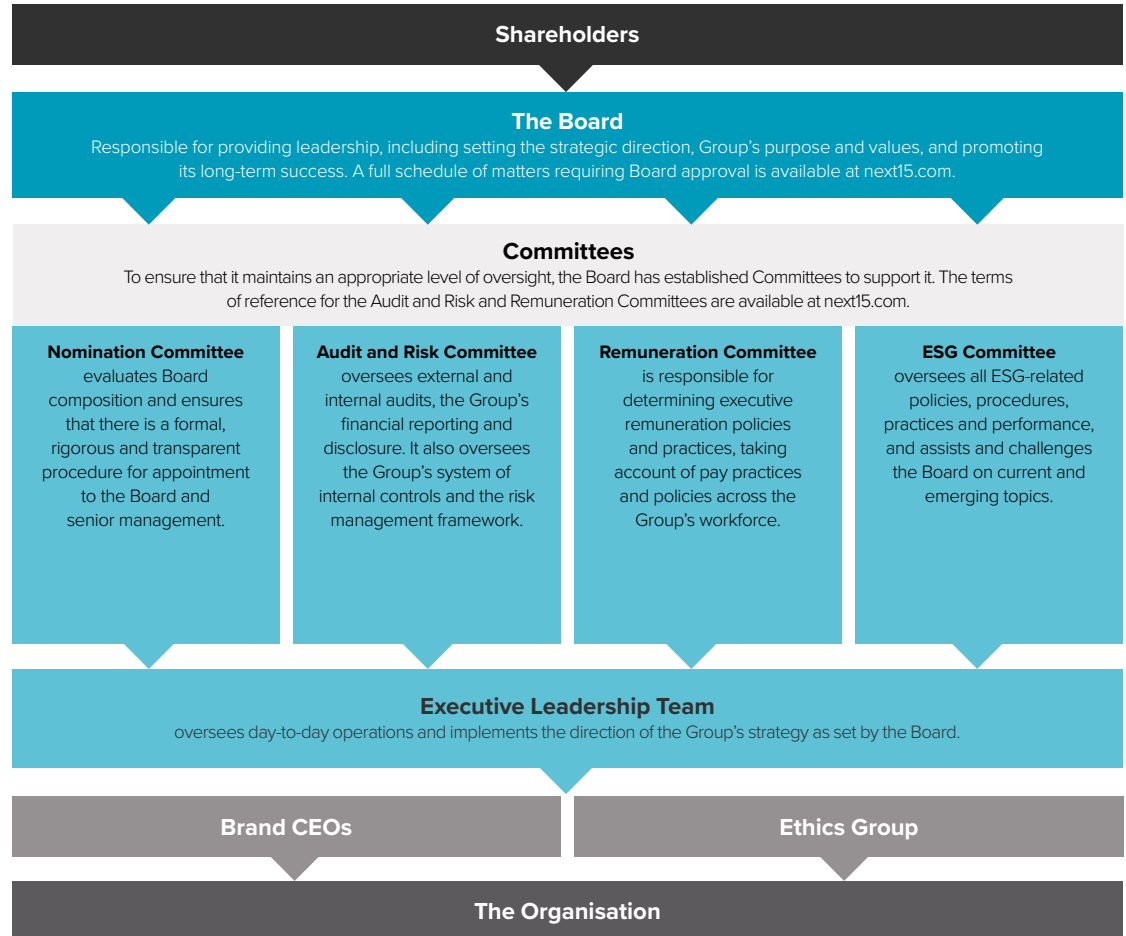 Shareholders
The Board
Responsible for providing leadership, including setting the strategic direction, Group's purpose and values, and promoting
its long-term success. A full schedule of matters requiring Board approval is available at next15.com.
Committees
To ensure that it maintains an appropriate level of oversight, the Board has established Committees to support it. The terms
of reference for the Audit and Risk and Remuneration Committees are available at next15.com.
Nomination Committee
evaluates Board
composition and ensures
that there is a formal,
rigorous and transparent
procedure for appointment
to the Board and
senior management.
Audit and Risk Committee
oversees external and
internal audits, the Group's
financial reporting and
disclosure. It also oversees
the Group's system of
internal controls and the risk
management framework.
Remuneration Committee
is responsible for
determining executive
remuneration policies
and practices, taking
account of pay practices
and policies across the
Group's workforce.
ESG Committee
oversees all ESG-related
policies, procedures,
practices and performance,
and assists and challenges
the Board on current and
emerging topics.
Executive Leadership Team
oversees day-to-day operations and implements the direction of the Group's strategy as set by the Board.
Brand CEOs
Ethics Group
The Organisation